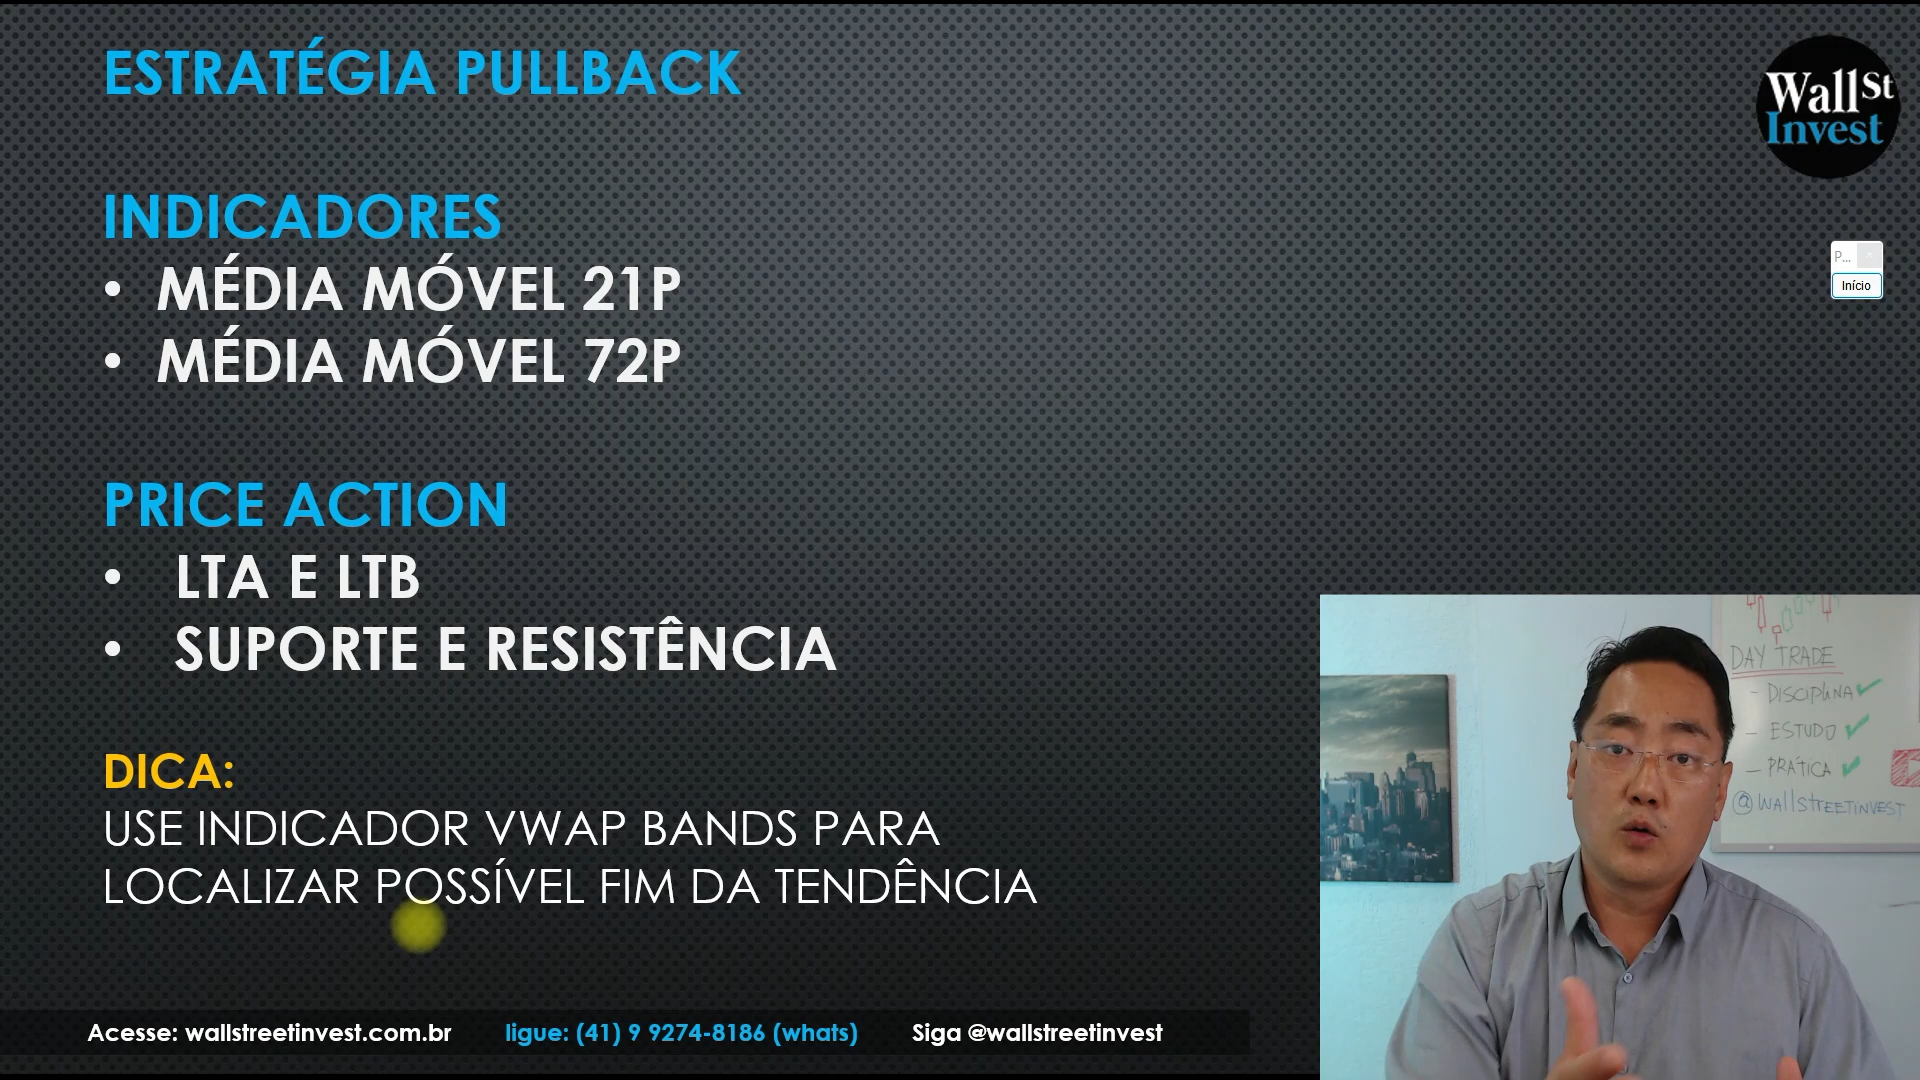 ESTRATÉGIA PULLBACK
WallSt
Invest
INDICADORES
• MÉDIA MÓVEL 21P
• MÉDIA MÓVEL 72P
P...
Início
PRICE ACTION
• LTA E LTB
• SUPORTE E RESISTÊNCIA
DICA:
USE INDICADOR VWAP BANDS PARA
LOCALIZAR POSSÍVEL FIM DA TENDÊNCIA
DAY TRADE
- DISCIPLINA ✓
- ESTUDO ✓
- PRÁTICA ✓
@WallSTREETINVEST
Acesse: wallstreetinvest.com.br ligue: (41) 9 9274-8186 (whats) Siga @wallstreetinvest